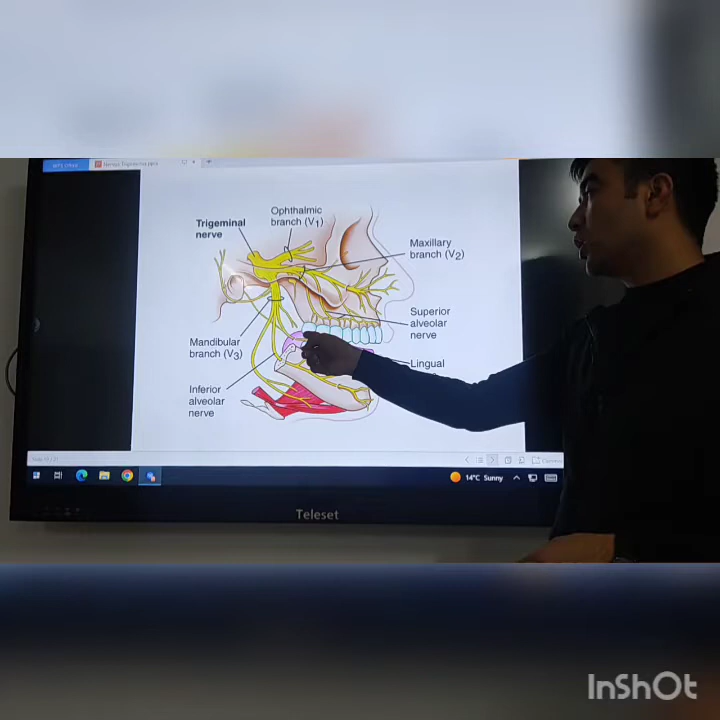 Ophthalmic
branch (V1)
Trigeminal
nerve
Maxillary
branch (V2)
Superior
alveolar
nerve
Mandibular
branch (V3)
Lingual
Inferior
alveolar
nerve
14°C Sunny
Teleset
InShOt